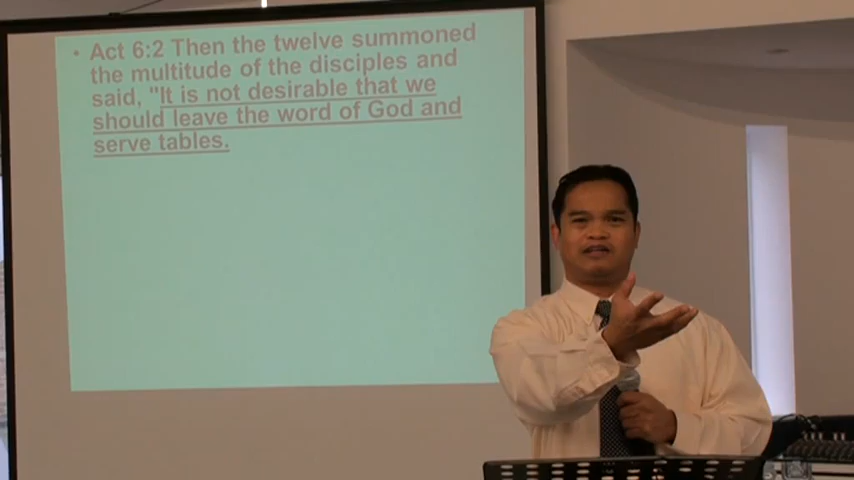 • Act 6:2 Then the twelve summoned
the multitude of the disciples and
said, "It is not desirable that we
should leave the word of God and
serve tables.